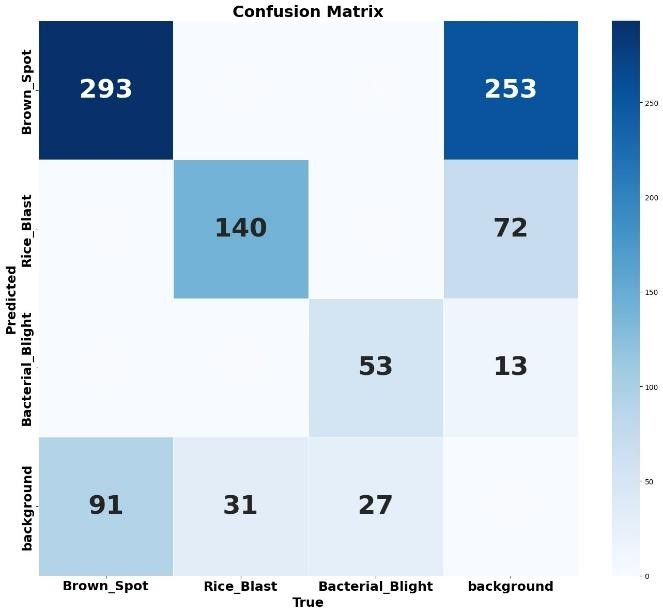 Confusion Matrix
Brown_Spot
293
253
250
200
Rice_Blast
140
72
Predicted
150
Bacterial_Blight
53
13
100
background
91
31
27
50
0
Brown_Spot
Rice_Blast
Bacterial_Blight
background
True